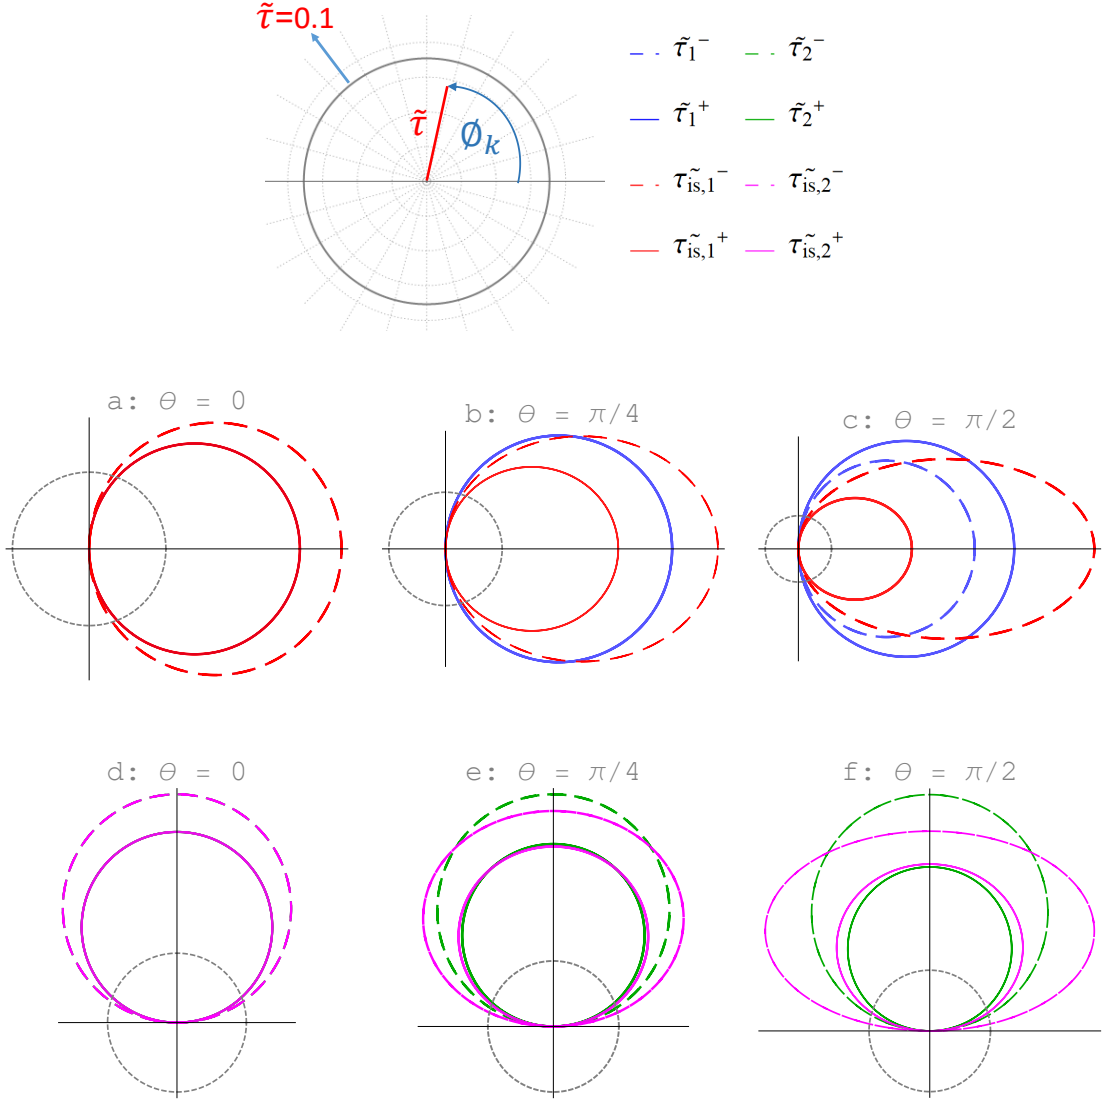 τ̃=0.1
τ̃
∅ₖ
τ̃₁⁻ τ̃₂⁻
τ̃₁⁺ τ̃₂⁺
τ̃is,1⁻ τ̃is,2⁻
τ̃is,1⁺ τ̃is,2⁺
a: θ = 0
b: θ = π/4
c: θ = π/2
d: θ = 0
e: θ = π/4
f: θ = π/2